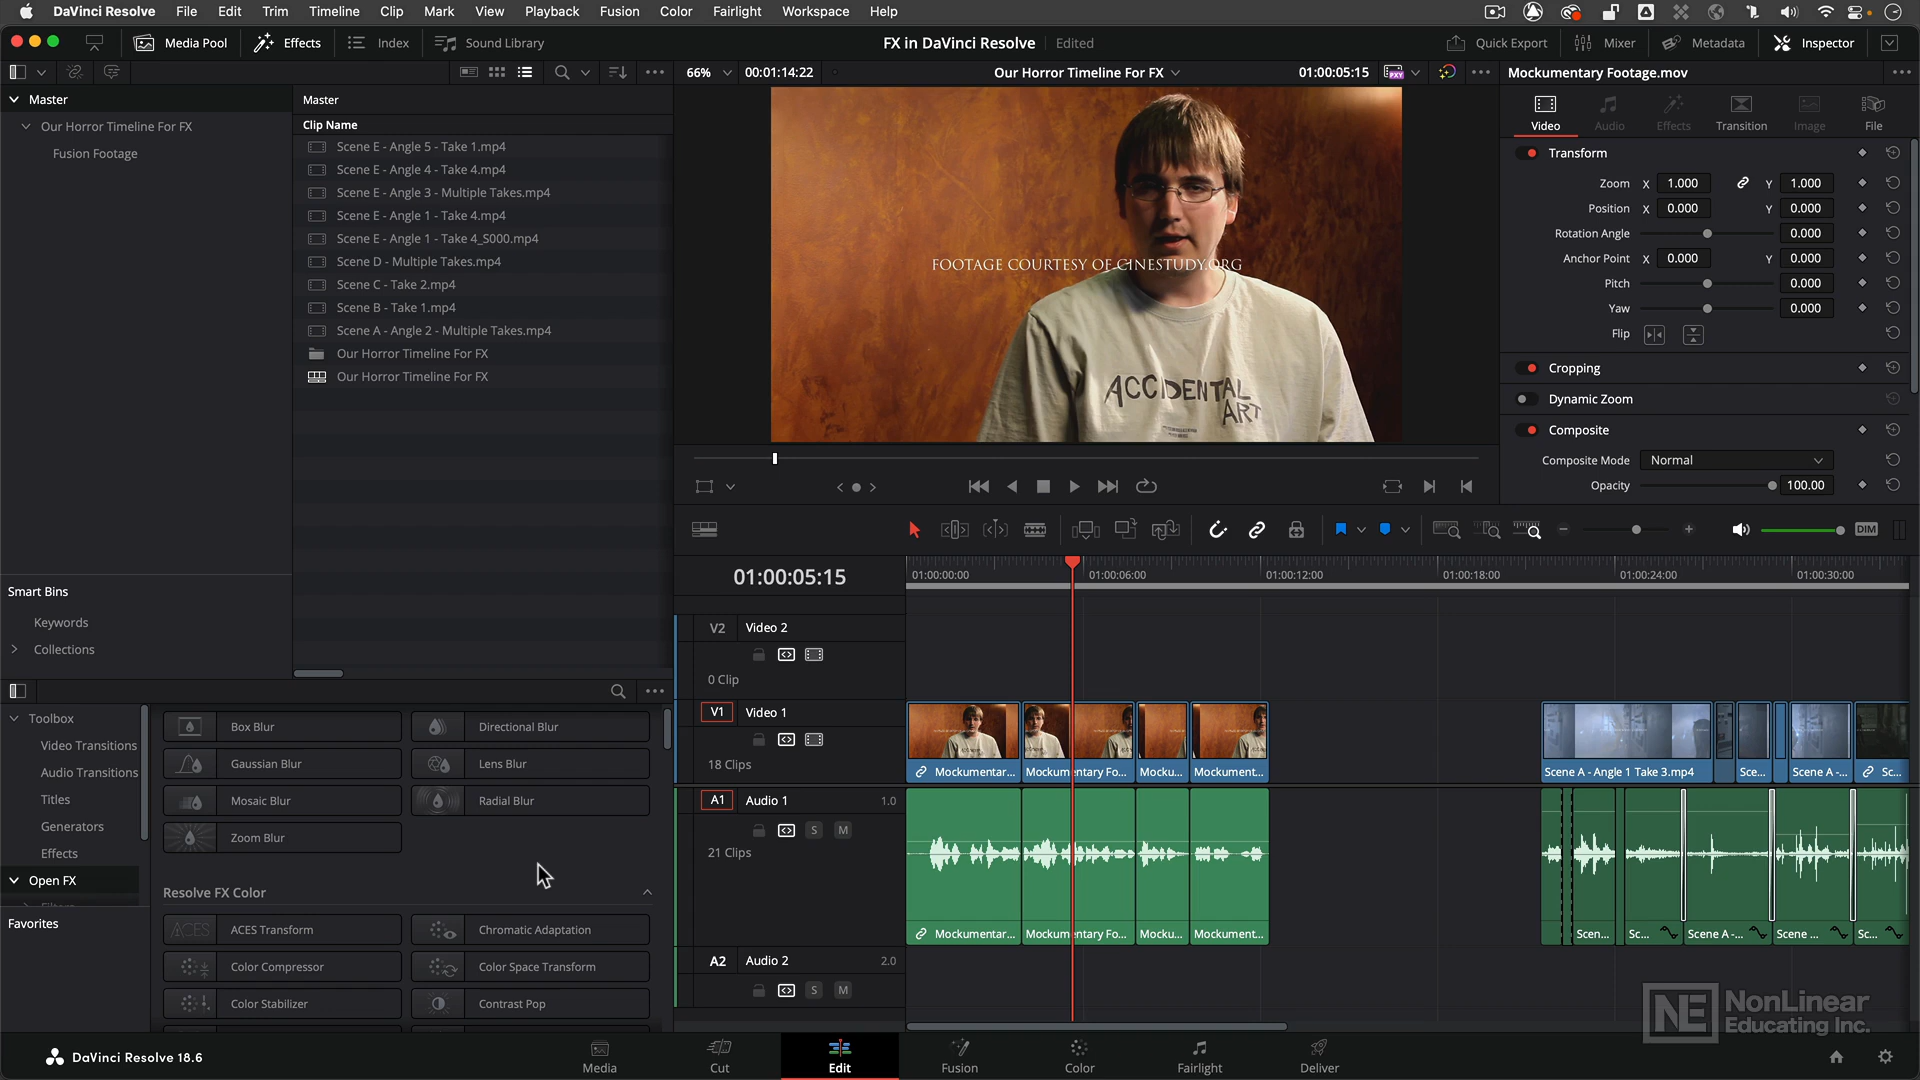 DaVinci Resolve File Edit Trim Timeline Clip Mark View Playback Fusion Color Fairlight Workspace Help
Media Pool Effects Index Sound Library FX in DaVinci Resolve Edited Quick Export Mixer Metadata Inspector
66% 00:01:14:22 Our Horror Timeline For FX 01:00:05:15 PXY Mockumentary Footage.mov
Master
Our Horror Timeline For FX
Fusion Footage
Smart Bins
Keywords
Collections
Master
Clip Name
Scene E - Angle 5 - Take 1.mp4
Scene E - Angle 4 - Take 4.mp4
Scene E - Angle 3 - Multiple Takes.mp4
Scene E - Angle 1 - Take 4.mp4
Scene E - Angle 1 - Take 4_S000.mp4
Scene D - Multiple Takes.mp4
Scene C - Take 2.mp4
Scene B - Take 1.mp4
Scene A - Angle 2 - Multiple Takes.mp4
Our Horror Timeline For FX
Our Horror Timeline For FX
FOOTAGE COURTESY OF CINESTUDY.ORG
ACCIDENTAL
ART
Video Audio Effects Transition Image File
Transform
Zoom X 1.000 Y 1.000
Position X 0.000 Y 0.000
Rotation Angle 0.000
Anchor Point X 0.000 Y 0.000
Pitch 0.000
Yaw 0.000
Flip
Cropping
Dynamic Zoom
Composite
Composite Mode Normal
Opacity 100.00
DIM
Toolbox
Video Transitions
Audio Transitions
Titles
Generators
Effects
Open FX
Filters
Favorites
Box Blur Directional Blur
Gaussian Blur Lens Blur
Mosaic Blur Radial Blur
Zoom Blur
Resolve FX Color
ACES ACES Transform Chromatic Adaptation
Color Compressor Color Space Transform
Color Stabilizer Contrast Pop
01:00:05:15 01:00:00:00 01:00:06:00 01:00:12:00 01:00:18:00 01:00:24:00 01:00:30:00
V2 Video 2
0 Clip
V1 Video 1
18 Clips
Mockumentar... Mockumentary Fo... Mocku... Mockument... Scene A - Angle 1 Take 3.mp4 Sce... Scene A -... Sc...
A1 Audio 1 1.0
S M
21 Clips
Mockumentar... Mockumentary Fo... Mocku... Mockument... Scen... Sc... Scene A -... Scene ... Sc...
A2 Audio 2 2.0
S M
NE NonLinear
Educating Inc.
DaVinci Resolve 18.6
Media Cut Edit Fusion Color Fairlight Deliver